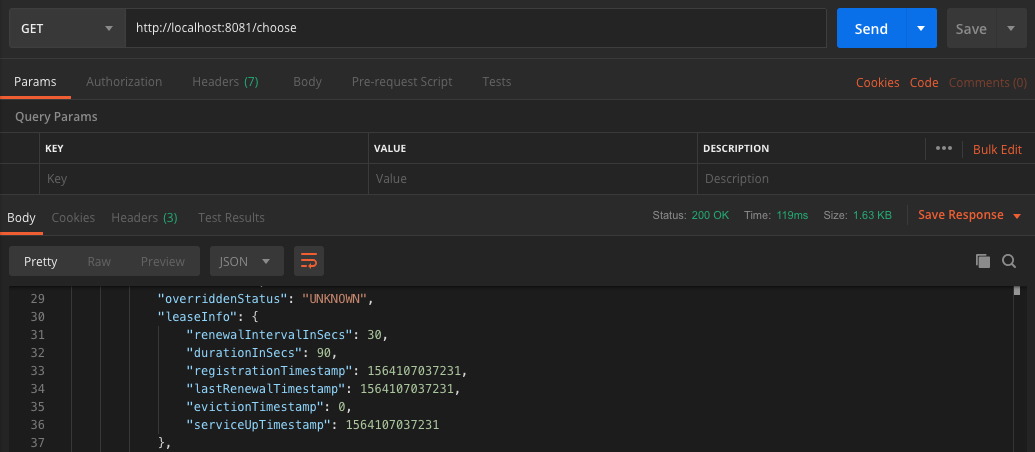 GET http://localhost:8081/choose Send Save
Params Authorization Headers (7) Body Pre-request Script Tests Cookies Code Comments (0)
Query Params
KEY VALUE DESCRIPTION ••• Bulk Edit
Key Value Description
Body Cookies Headers (3) Test Results Status: 200 OK Time: 119ms Size: 1.63 KB Save Response
Pretty Raw Preview JSON
29 "overriddenStatus": "UNKNOWN",
30 "leaseInfo": {
31 "renewalIntervalInSecs": 30,
32 "durationInSecs": 90,
33 "registrationTimestamp": 1564107037231,
34 "lastRenewalTimestamp": 1564107037231,
35 "evictionTimestamp": 0,
36 "serviceUpTimestamp": 1564107037231
37 },